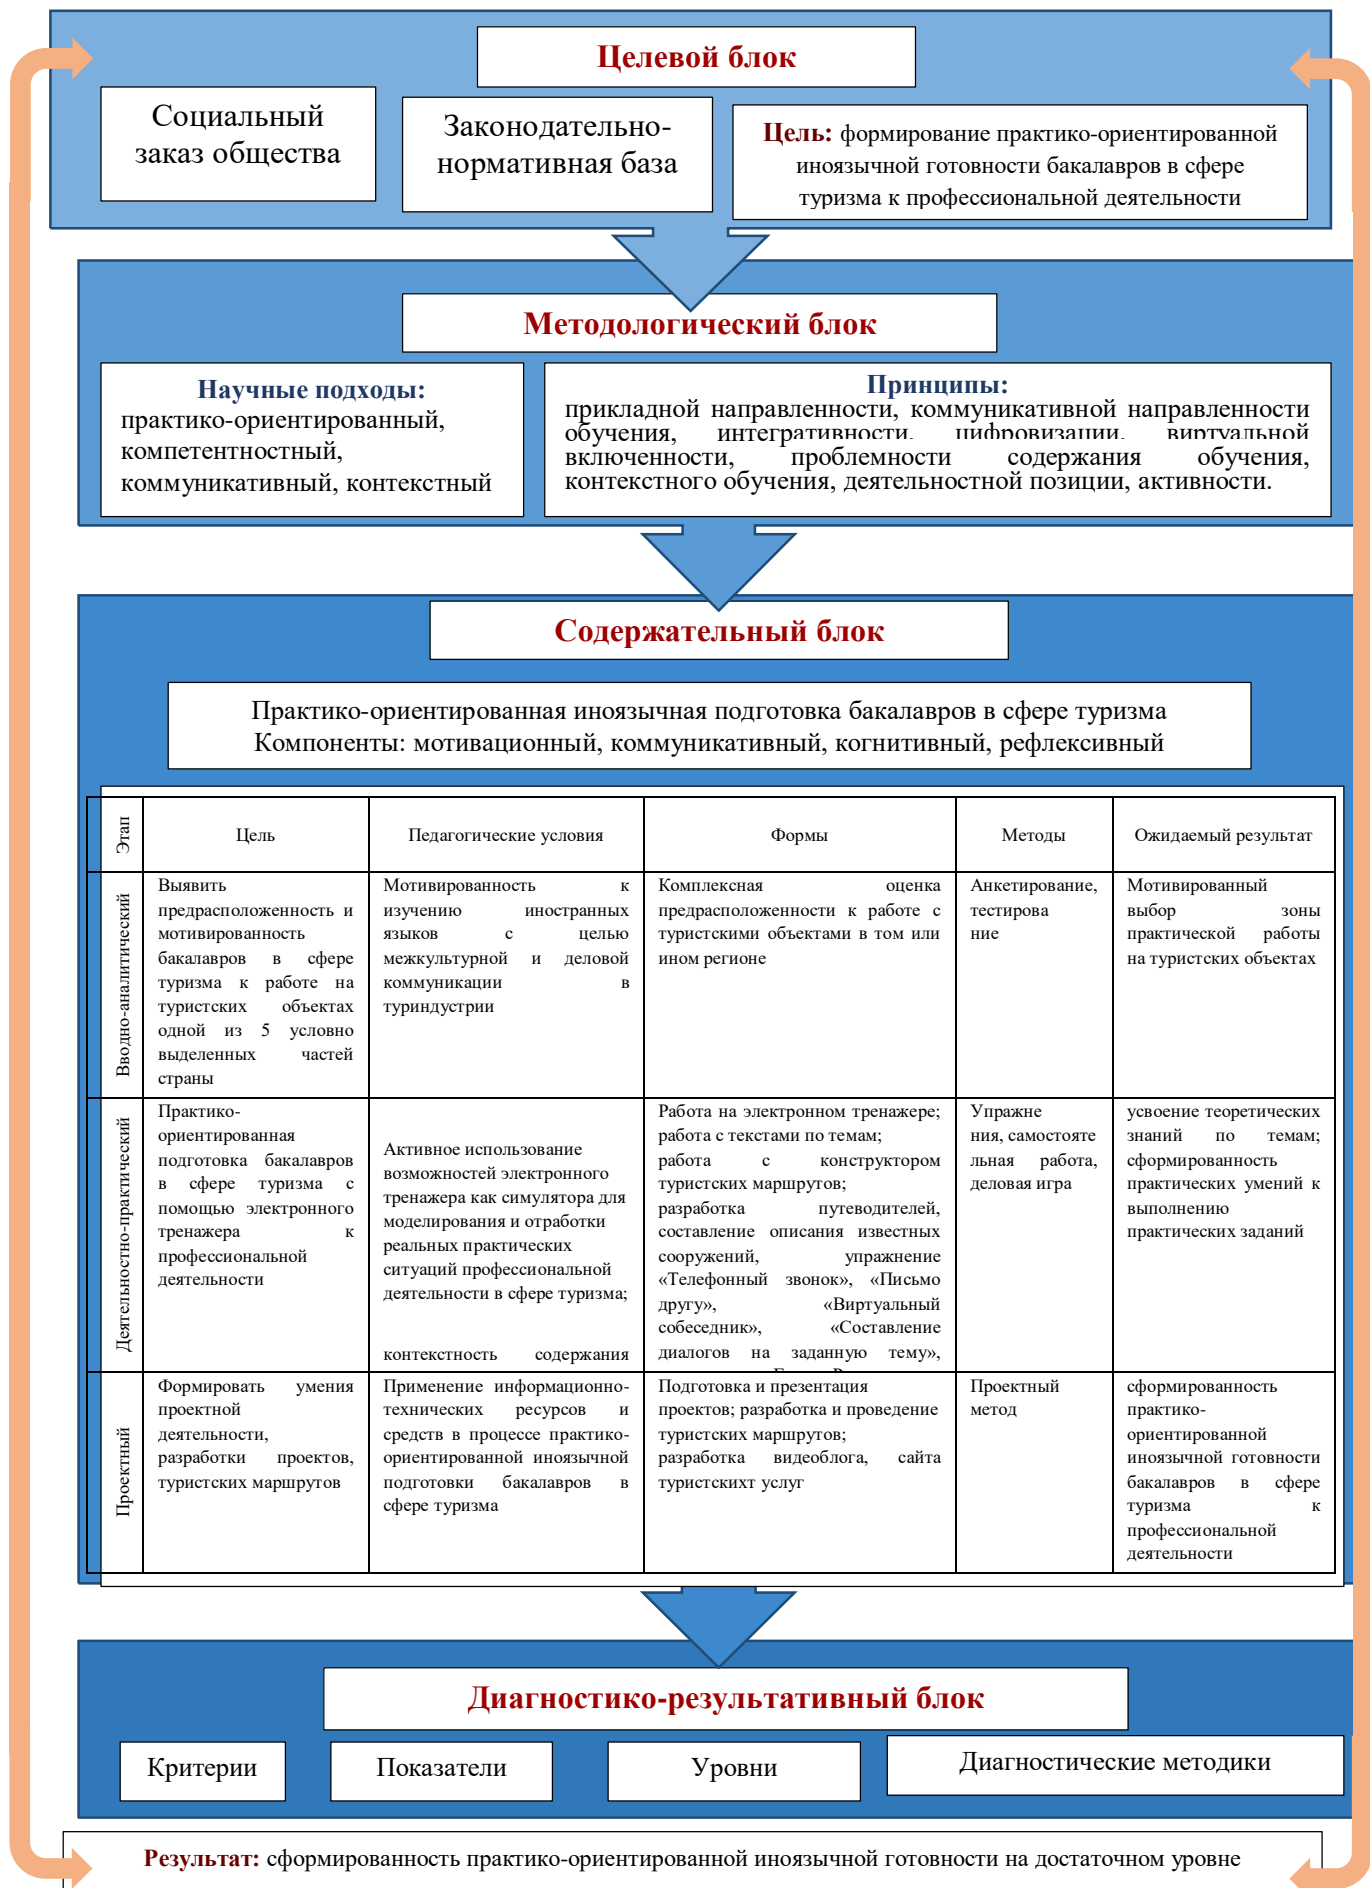 Целевой блок
Социальный
заказ общества
Законодательно-
нормативная база
Цель: формирование практико-ориентированной
иноязычной готовности бакалавров в сфере
туризма к профессиональной деятельности
Методологический блок
Научные подходы:
практико-ориентированный,
компетентностный,
коммуникативный, контекстный
Принципы:
прикладной направленности, коммуникативной направленности
обучения, интегративности, цифровизации, виртуальной
включенности, проблемности содержания обучения,
контекстного обучения, деятельностной позиции, активности.
Содержательный блок
Практико-ориентированная иноязычная подготовка бакалавров в сфере туризма
Компоненты: мотивационный, коммуникативный, когнитивный, рефлексивный
Этап
Цель
Педагогические условия
Формы
Методы
Ожидаемый результат
Вводно-аналитический
Выявить
предрасположенность и
мотивированность
бакалавров в сфере
туризма к работе на
туристских объектах
одной из 5 условно
выделенных частей
страны
Мотивированность к
изучению иностранных
языков с целью
межкультурной и деловой
коммуникации в
туриндустрии
Комплексная оценка
предрасположенности к работе с
туристскими объектами в том или
ином регионе
Анкетирование,
тестирова
ние
Мотивированный
выбор зоны
практической работы
на туристских объектах
Деятельностно-практический
Практико-
ориентированная
подготовка бакалавров
в сфере туризма с
помощью электронного
тренажера к
профессиональной
деятельности
Активное использование
возможностей электронного
тренажера как симулятора для
моделирования и отработки
реальных практических
ситуаций профессиональной
деятельности в сфере туризма;
контекстность содержания
Работа на электронном тренажере;
работа с текстами по темам;
работа с конструктором
туристских маршрутов;
разработка путеводителей,
составление описания известных
сооружений, упражнение
«Телефонный звонок», «Письмо
другу», «Виртуальный
собеседник», «Составление
диалогов на заданную тему»,
Упражне
ния, самостояте
льная работа,
деловая игра
усвоение теоретических
знаний по темам;
сформированность
практических умений к
выполнению
практических заданий
Проектный
Формировать умения
проектной
деятельности,
разработки проектов,
туристских маршрутов
Применение информационно-
технических ресурсов и
средств в процессе практико-
ориентированной иноязычной
подготовки бакалавров в
сфере туризма
Подготовка и презентация
проектов; разработка и проведение
туристских маршрутов;
разработка видеоблога, сайта
туристскихт услуг
Проектный
метод
сформированность
практико-
ориентированной
иноязычной готовности
бакалавров в сфере
туризма к
профессиональной
деятельности
Диагностико-результативный блок
Критерии
Показатели
Уровни
Диагностические методики
Результат: сформированность практико-ориентированной иноязычной готовности на достаточном уровне